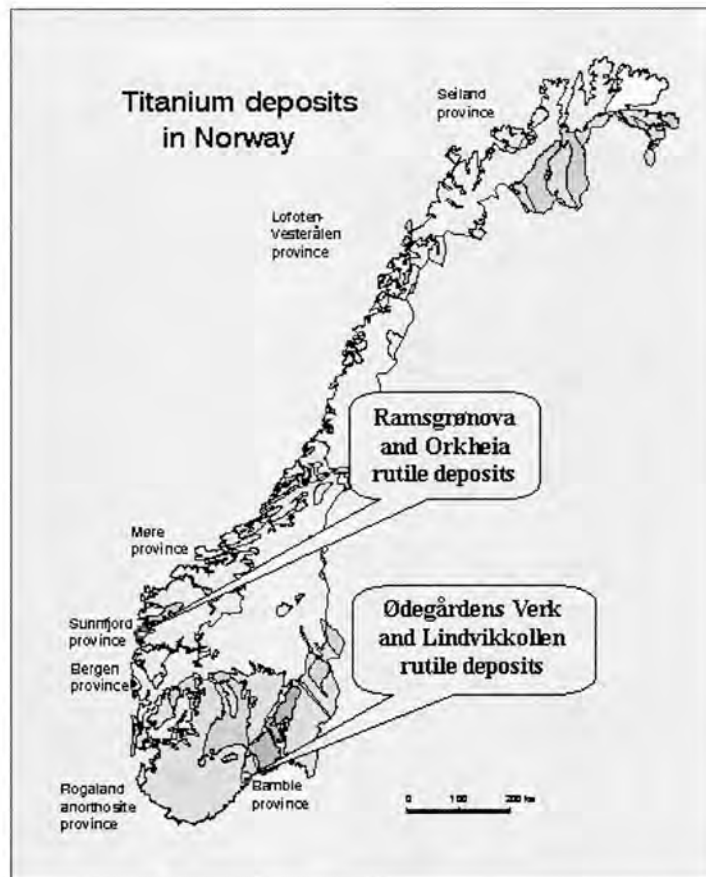 Titanium deposits
in Norway
Seiland
province
Lofoten-
Vesterålen
province
Ramsgrønova
and Orkheia
rutile deposits
Møre
province
Ødegårdens Verk
and Lindvikkollen
rutile deposits
Sunnfjord
province
Bergen
province
Rogaland
anorthosite
province
Bamble
province
0 100 200 km